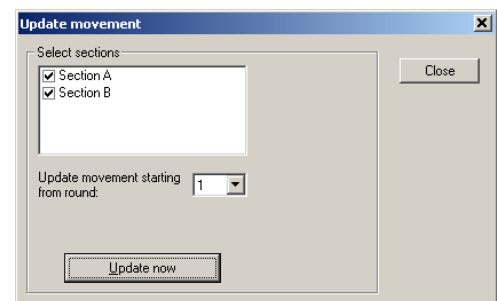 Update movement
Select sections
Section A
Section B
Close
Update movement starting
from round:
1
Update now